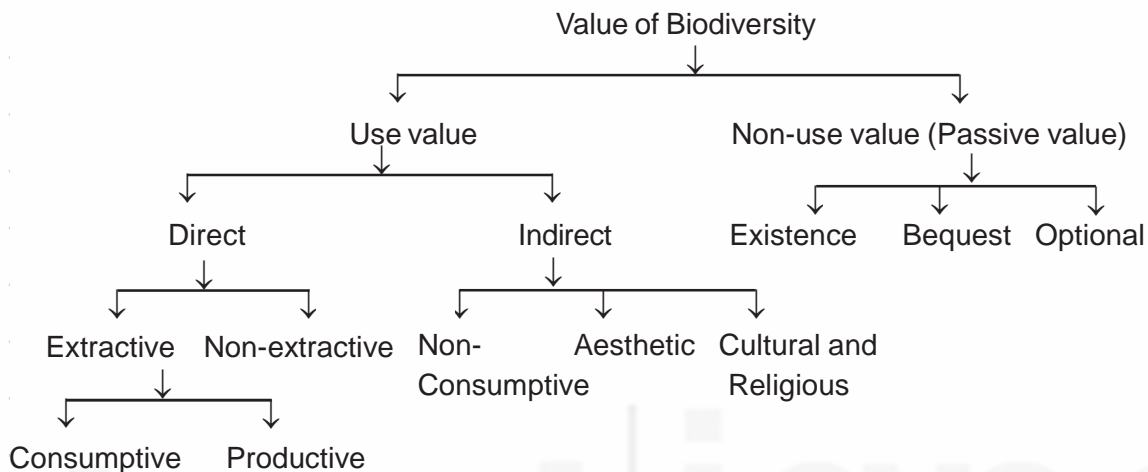 Value of Biodiversity
Use value
Non-use value (Passive value)
Direct
Indirect
Existence
Bequest
Optional
Extractive
Non-extractive
Non-
Consumptive
Aesthetic
Cultural and
Religious
Consumptive
Productive